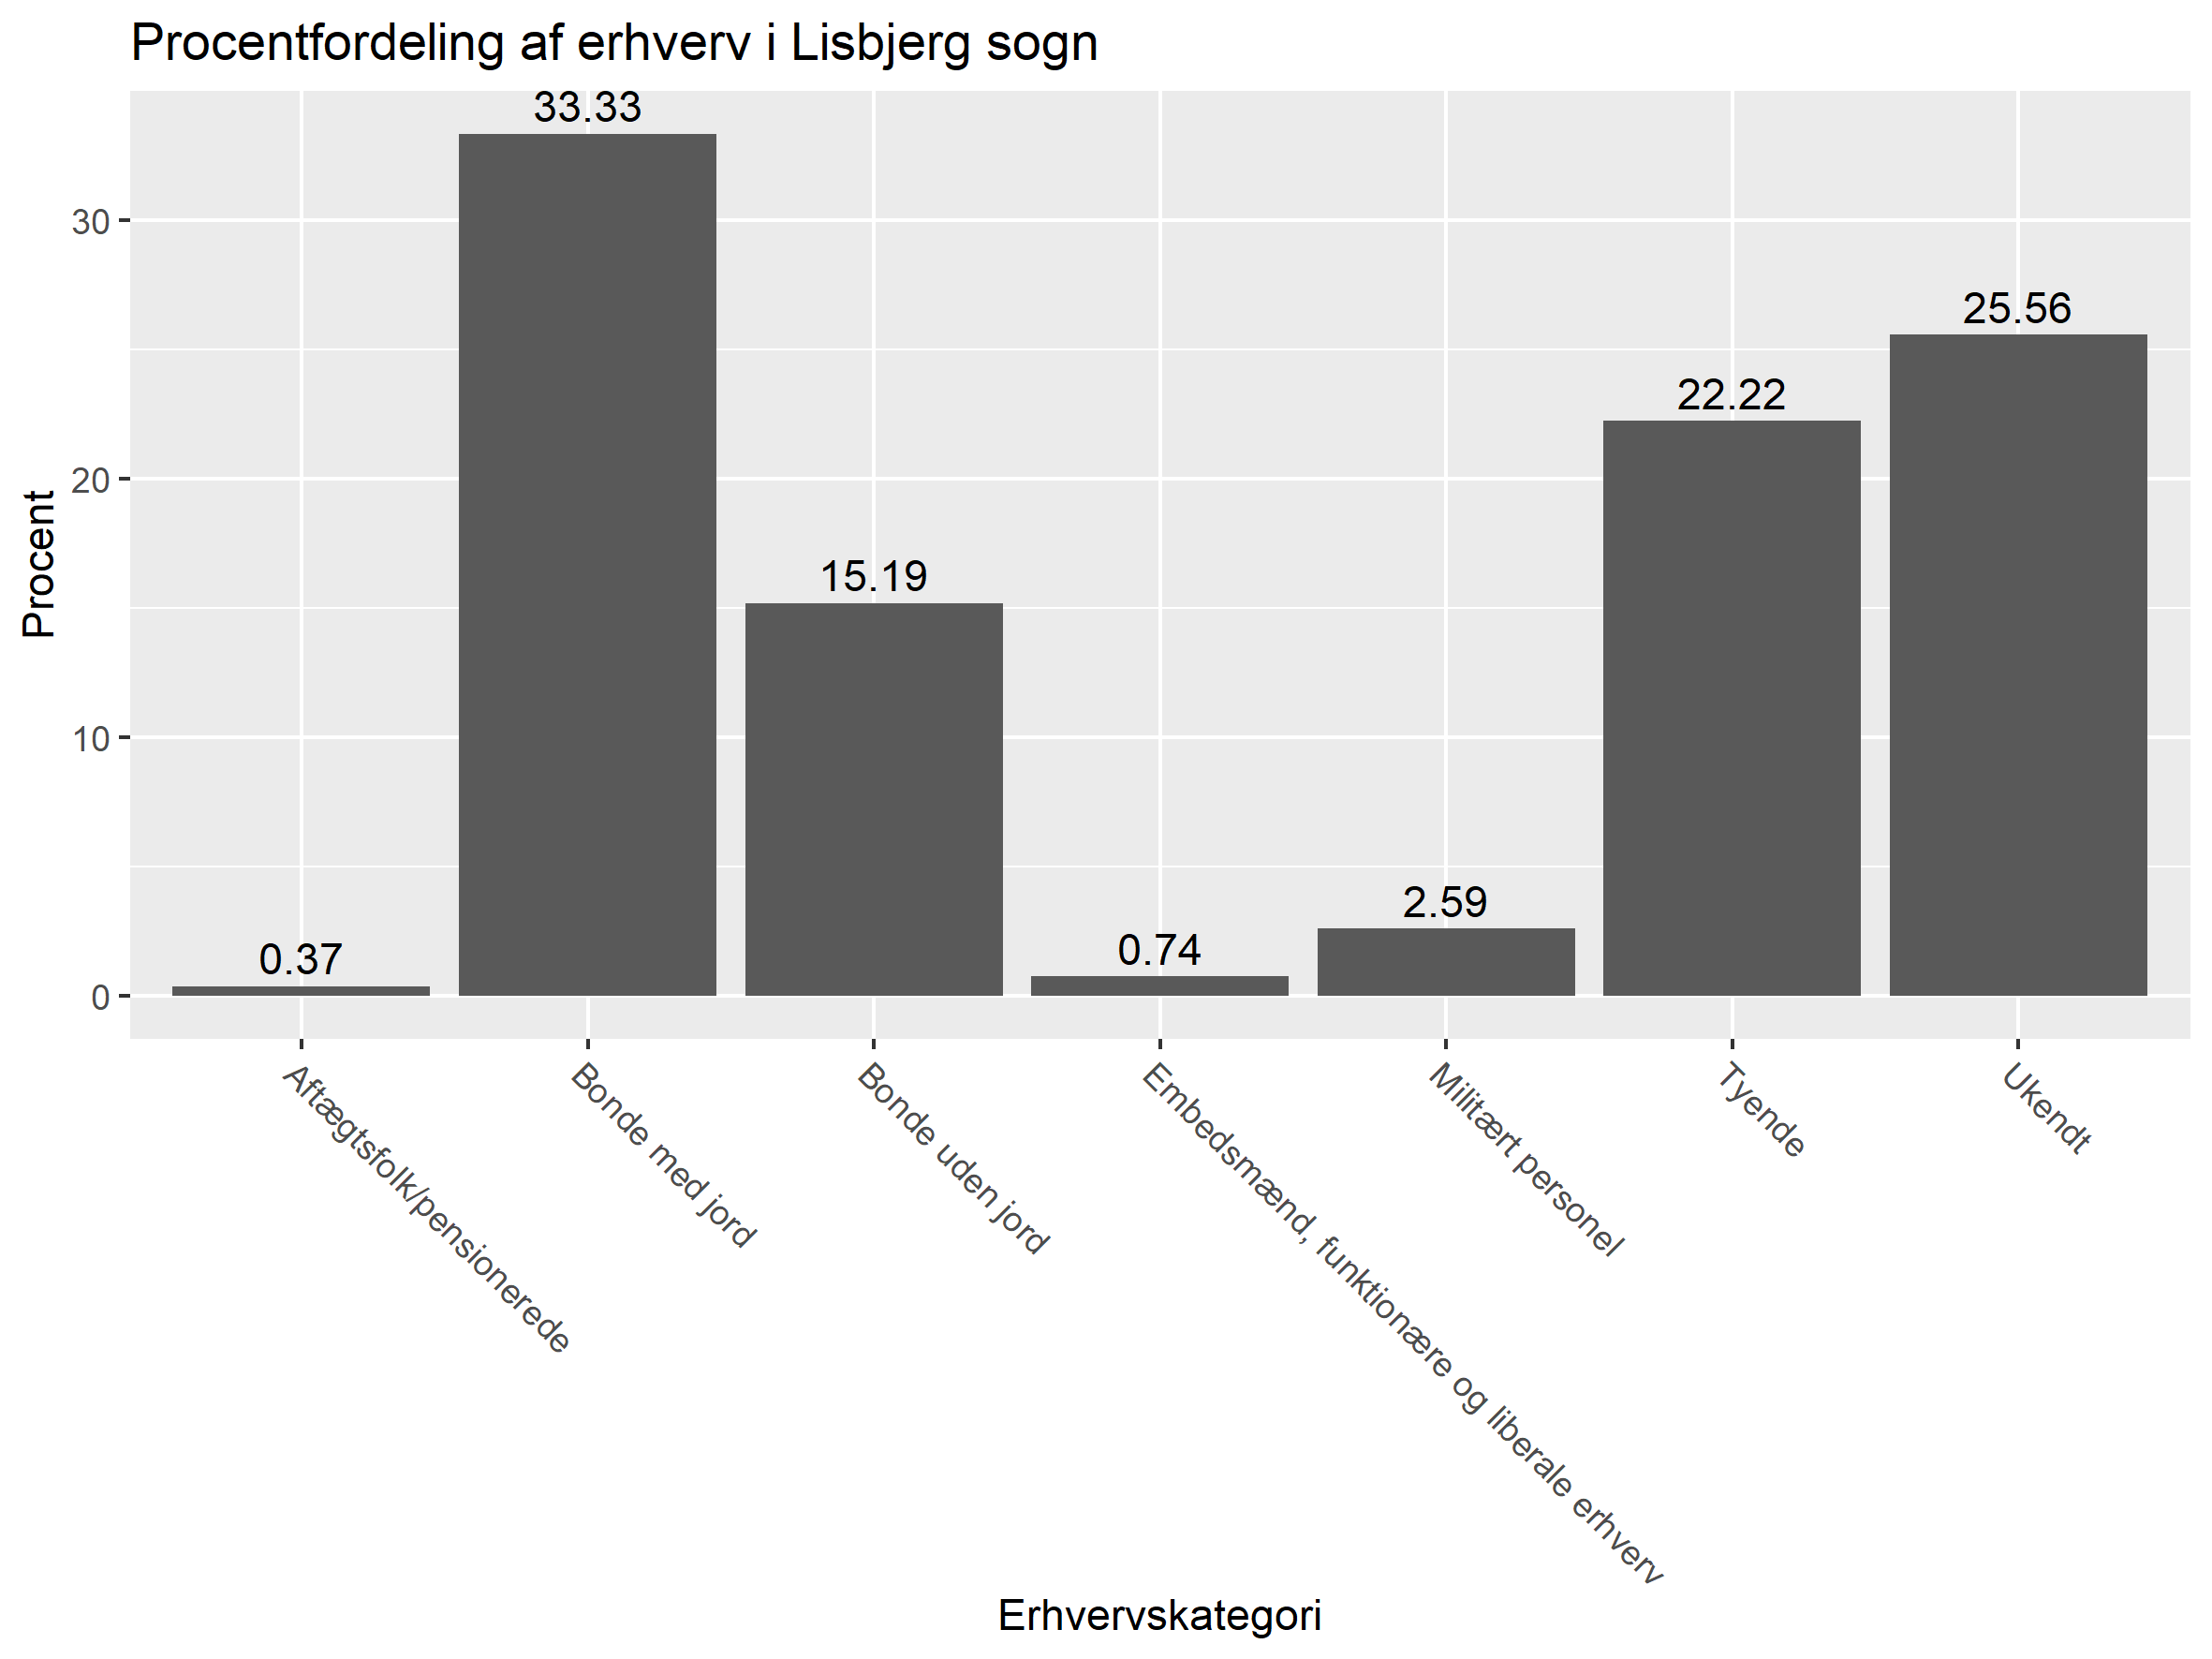 Procentfordeling af erhverv i Lisbjerg sogn
33.33
25.56
22.22
15.19
2.59
0.74
0.37
Procent
30
20
10
0
Aftægtsfolk/pensionerede
Bonde med jord
Bonde uden jord
Embedsmænd, funktionære og liberale erhverv
Militært personel
Tyende
Ukendt
Erhvervskategori